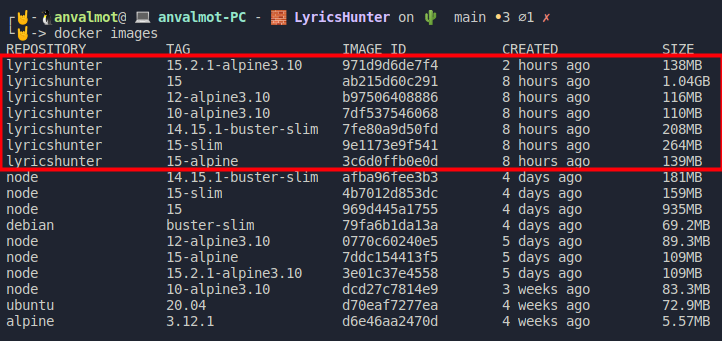 anvalmot@ anvalmot-PC - LyricsHunter on main •3 ∅1 ✗
-> docker images
REPOSITORY TAG IMAGE ID CREATED SIZE
lyricshunter 15.2.1-alpine3.10 971d9d6de7f4 2 hours ago 138MB
lyricshunter 15 ab215d60c291 8 hours ago 1.04GB
lyricshunter 12-alpine3.10 b97506408886 8 hours ago 116MB
lyricshunter 10-alpine3.10 7df537546068 8 hours ago 110MB
lyricshunter 14.15.1-buster-slim 7fe80a9d50fd 8 hours ago 208MB
lyricshunter 15-slim 9e1173e9f541 8 hours ago 264MB
lyricshunter 15-alpine 3c6d0ffb0e0d 8 hours ago 139MB
node 14.15.1-buster-slim afba96fee3b3 4 days ago 181MB
node 15-slim 4b7012d853dc 4 days ago 159MB
node 15 969d445a1755 4 days ago 935MB
debian buster-slim 79fa6b1da13a 4 days ago 69.2MB
node 12-alpine3.10 0770c60240e5 5 days ago 89.3MB
node 15-alpine 7ddc154413f5 5 days ago 109MB
node 15.2.1-alpine3.10 3e01c37e4558 5 days ago 109MB
node 10-alpine3.10 dcd27c7814e9 3 weeks ago 83.3MB
ubuntu 20.04 d70eaf7277ea 4 weeks ago 72.9MB
alpine 3.12.1 d6e46aa2470d 4 weeks ago 5.57MB